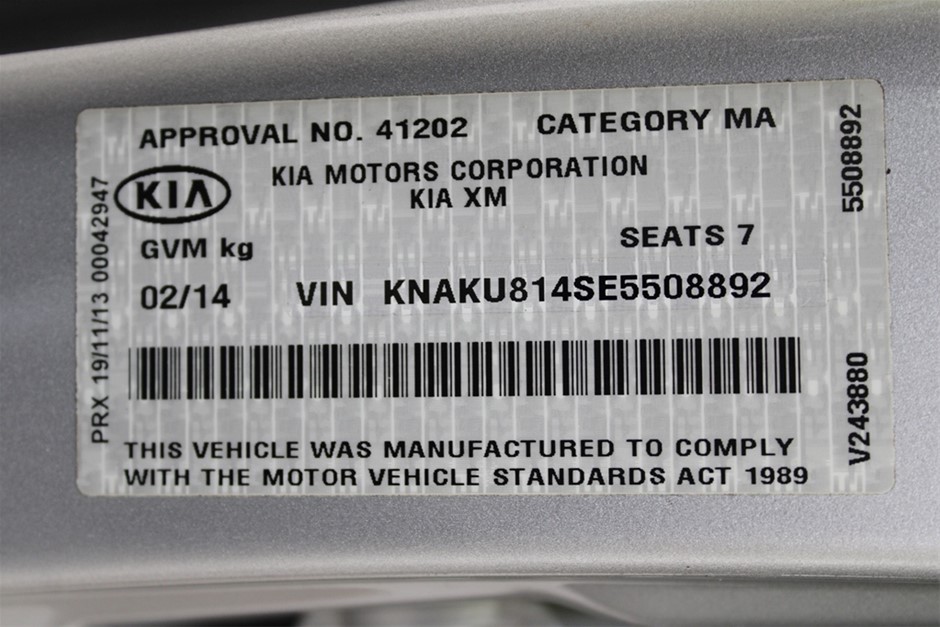 APPROVAL NO. 41202 CATEGORY MA
KIA
KIA MOTORS CORPORATION
KIA XM
GVM kg
SEATS 7
02/14 VIN KNAKU814SE5508892
THIS VEHICLE WAS MANUFACTURED TO COMPLY
WITH THE MOTOR VEHICLE STANDARDS ACT 1989
PRX 19/11/13 00042947
5508892
V243880